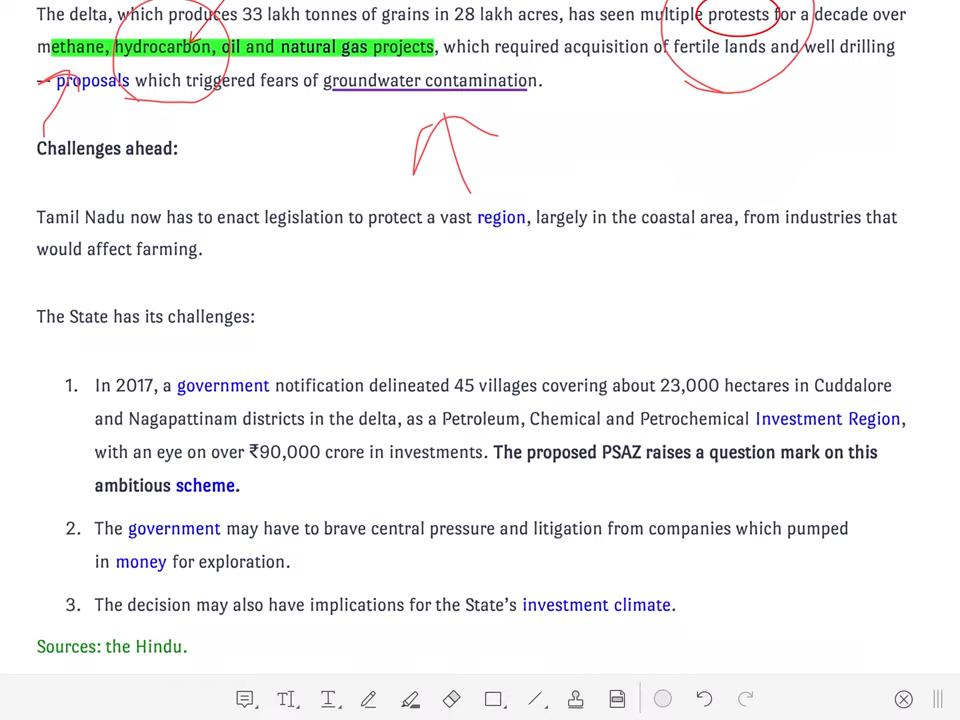 The delta, which produces 33 lakh tonnes of grains in 28 lakh acres, has seen multiple protests for a decade over
methane, hydrocarbon, oil and natural gas projects, which required acquisition of fertile lands and well drilling
— proposals which triggered fears of groundwater contamination.
Challenges ahead:
Tamil Nadu now has to enact legislation to protect a vast region, largely in the coastal area, from industries that
would affect farming.
The State has its challenges:
1. In 2017, a government notification delineated 45 villages covering about 23,000 hectares in Cuddalore
and Nagapattinam districts in the delta, as a Petroleum, Chemical and Petrochemical Investment Region,
with an eye on over ₹90,000 crore in investments. The proposed PSAZ raises a question mark on this
ambitious scheme.
2. The government may have to brave central pressure and litigation from companies which pumped
in money for exploration.
3. The decision may also have implications for the State's investment climate.
Sources: the Hindu.